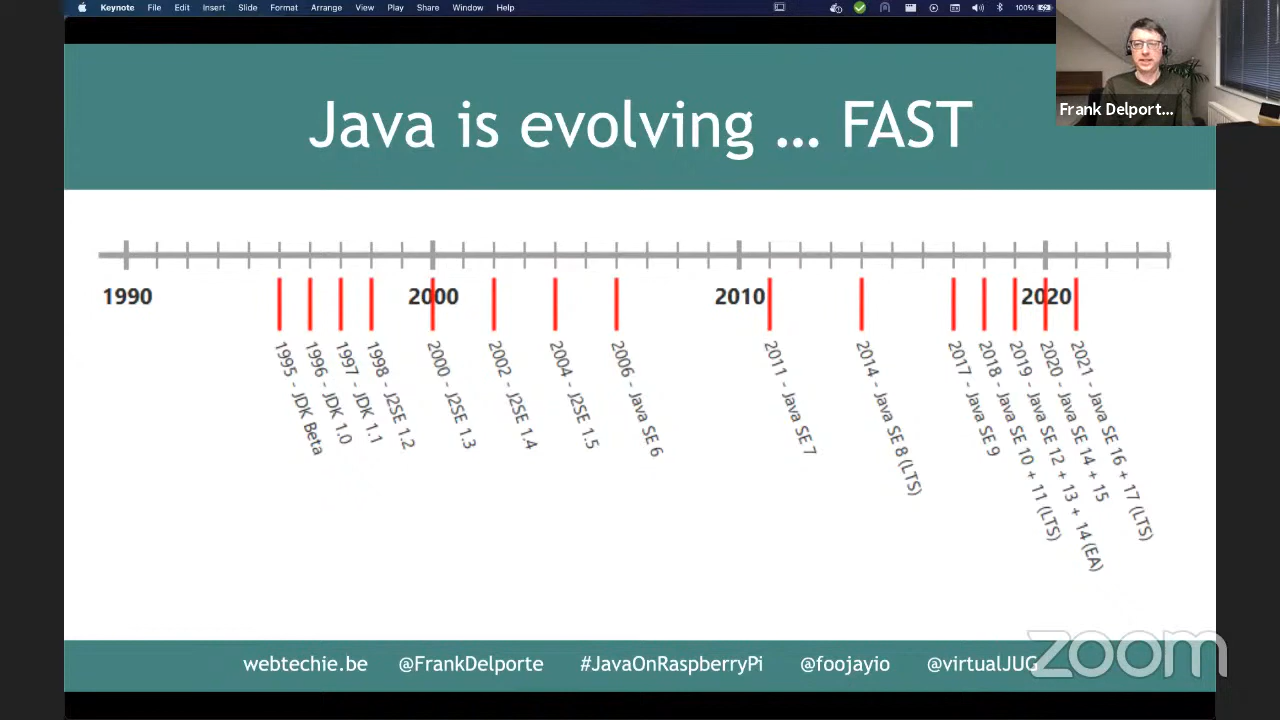 Keynote File Edit Insert Slide Format Arrange View Play Share Window Help 100%
Frank Delport...
Java is evolving ... FAST
1990 2000 2010 2020
1995 - JDK Beta
1996 - JDK 1.0
1997 - JDK 1.1
1998 - J2SE 1.2
2000 - J2SE 1.3
2002 - J2SE 1.4
2004 - J2SE 1.5
2006 - Java SE 6
2011 - Java SE 7
2014 - Java SE 8 (LTS)
2017 - Java SE 9
2018 - Java SE 10 + 11 (LTS)
2019 - Java SE 12 + 13 + 14 (EA)
2020 - Java SE 14 + 15
2021 - Java SE 16 + 17 (LTS)
webtechie.be @FrankDelporte #JavaOnRaspberryPi @foojayio @virtualJUG
zoom